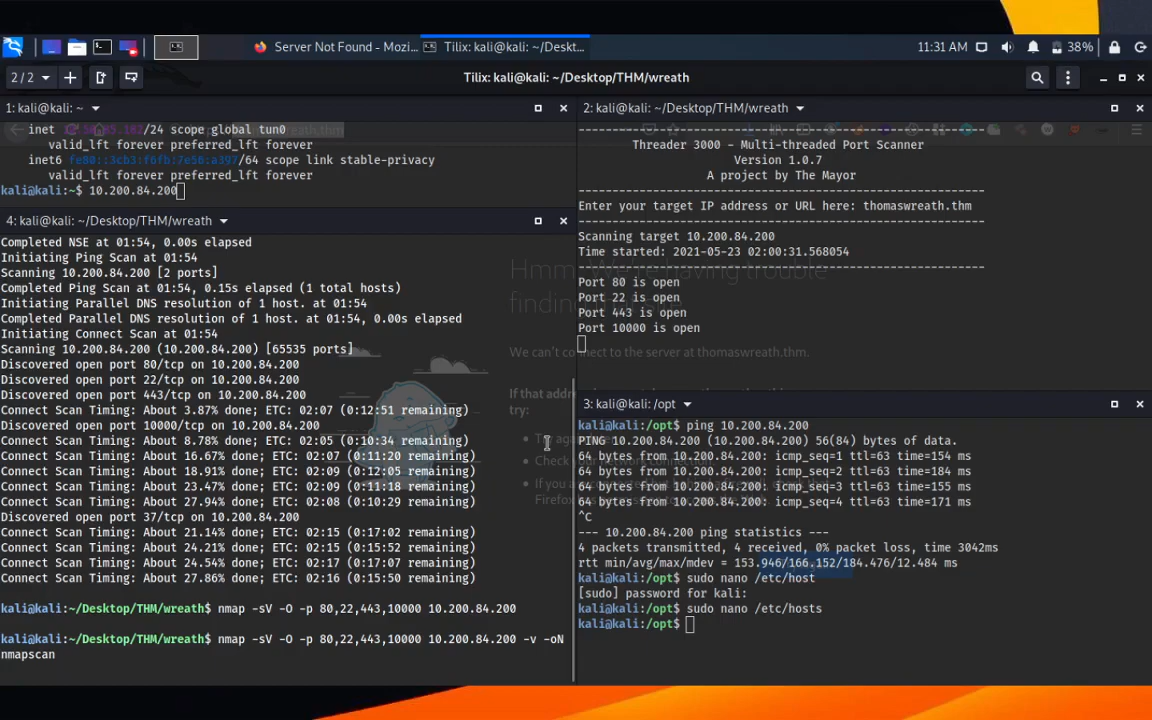 Server Not Found - Mozi...
Tilix: kali@kali: ~/Deskt...
11:31 AM
38%
2/2
Tilix: kali@kali: ~/Desktop/THM/wreath
1: kali@kali: ~
inet /24 scope global tun0
valid_lft forever preferred_lft forever
inet6 fe80::3cb3:f6fb:7e56:a397/64 scope link stable-privacy
valid_lft forever preferred_lft forever
kali@kali:~$ 10.200.84.200
4: kali@kali: ~/Desktop/THM/wreath
Completed NSE at 01:54, 0.00s elapsed
Initiating Ping Scan at 01:54
Scanning 10.200.84.200 [2 ports]
Completed Ping Scan at 01:54, 0.15s elapsed (1 total hosts)
Initiating Parallel DNS resolution of 1 host. at 01:54
Completed Parallel DNS resolution of 1 host. at 01:54, 0.00s elapsed
Initiating Connect Scan at 01:54
Scanning 10.200.84.200 (10.200.84.200) [65535 ports]
Discovered open port 80/tcp on 10.200.84.200
Discovered open port 22/tcp on 10.200.84.200
Discovered open port 443/tcp on 10.200.84.200
Connect Scan Timing: About 3.87% done; ETC: 02:07 (0:12:51 remaining)
Discovered open port 10000/tcp on 10.200.84.200
Connect Scan Timing: About 8.78% done; ETC: 02:05 (0:10:34 remaining)
Connect Scan Timing: About 16.67% done; ETC: 02:07 (0:11:20 remaining)
Connect Scan Timing: About 18.91% done; ETC: 02:09 (0:12:05 remaining)
Connect Scan Timing: About 23.47% done; ETC: 02:09 (0:11:18 remaining)
Connect Scan Timing: About 27.94% done; ETC: 02:08 (0:10:29 remaining)
Discovered open port 37/tcp on 10.200.84.200
Connect Scan Timing: About 21.14% done; ETC: 02:15 (0:17:02 remaining)
Connect Scan Timing: About 24.21% done; ETC: 02:15 (0:15:52 remaining)
Connect Scan Timing: About 24.54% done; ETC: 02:17 (0:17:07 remaining)
Connect Scan Timing: About 27.86% done; ETC: 02:16 (0:15:50 remaining)
kali@kali:~/Desktop/THM/wreath$ nmap -sV -O -p 80,22,443,10000 10.200.84.200
kali@kali:~/Desktop/THM/wreath$ nmap -sV -O -p 80,22,443,10000 10.200.84.200 -v -oN
nmapscan
2: kali@kali: ~/Desktop/THM/wreath
------------------------------------------------------------
Threader 3000 - Multi-threaded Port Scanner
Version 1.0.7
A project by The Mayor
------------------------------------------------------------
Enter your target IP address or URL here: thomaswreath.thm
------------------------------------------------------------
Scanning target 10.200.84.200
Time started: 2021-05-23 02:00:31.568054
------------------------------------------------------------
Port 80 is open
Port 22 is open
Port 443 is open
Port 10000 is open
Hmm. We're having trouble
finding
We can't connect to the server at thomaswreath.thm.
If that
try:
3: kali@kali: /opt
kali@kali:/opt$ ping 10.200.84.200
PING 10.200.84.200 (10.200.84.200) 56(84) bytes of data.
64 bytes from 10.200.84.200: icmp_seq=1 ttl=63 time=154 ms
64 bytes from 10.200.84.200: icmp_seq=2 ttl=63 time=184 ms
64 bytes from 10.200.84.200: icmp_seq=3 ttl=63 time=155 ms
64 bytes from 10.200.84.200: icmp_seq=4 ttl=63 time=171 ms
^C
--- 10.200.84.200 ping statistics ---
4 packets transmitted, 4 received, 0% packet loss, time 3042ms
rtt min/avg/max/mdev = 153.946/166.152/184.476/12.484 ms
kali@kali:/opt$ sudo nano /etc/host
[sudo] password for kali:
kali@kali:/opt$ sudo nano /etc/hosts
kali@kali:/opt$